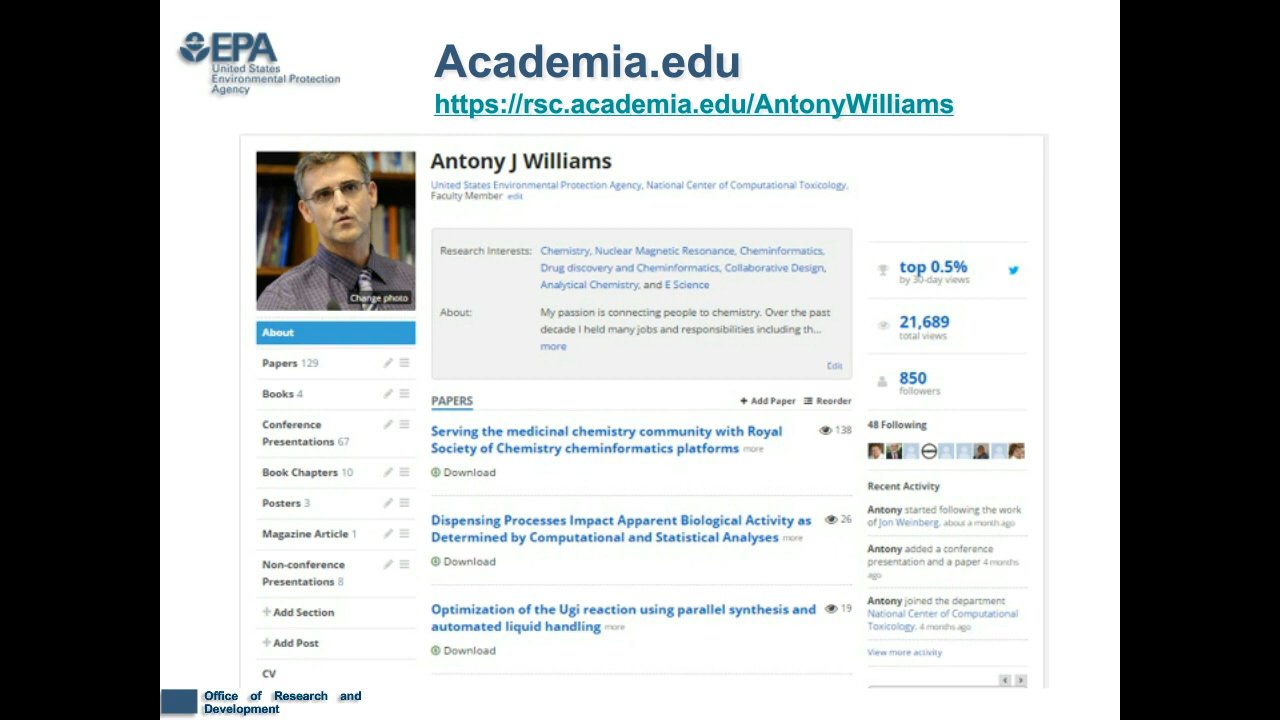 EPA
United States
Environmental Protection
Agency
Academia.edu
https://rsc.academia.edu/AntonyWilliams
Change photo
About
Papers 129
Books 4
Conference
Presentations 67
Book Chapters 10
Posters 3
Magazine Article 1
Non-conference
Presentations 8
Add Section
Add Post
CV
Antony J Williams
United States Environmental Protection Agency, National Center of Computational Toxicology,
Faculty Member edit
Research Interests: Chemistry, Nuclear Magnetic Resonance, Cheminformatics,
Drug discovery and Cheminformatics, Collaborative Design,
Analytical Chemistry, and E Science
About: My passion is connecting people to chemistry. Over the past
decade I held many jobs and responsibilities including th...
more
Edit
PAPERS + Add Paper Reorder
Serving the medicinal chemistry community with Royal 138
Society of Chemistry cheminformatics platforms more
Download
Dispensing Processes Impact Apparent Biological Activity as 26
Determined by Computational and Statistical Analyses more
Download
Optimization of the Ugi reaction using parallel synthesis and 19
automated liquid handling more
Download
top 0.5%
by 30-day views
21,689
total views
850
followers
48 Following
Recent Activity
Antony started following the work
of Jon Weinberg. about a month ago
Antony added a conference
presentation and a paper 4 months
ago
Antony joined the department
National Center of Computational
Toxicology. 4 months ago
View more activity
Office of Research and
Development